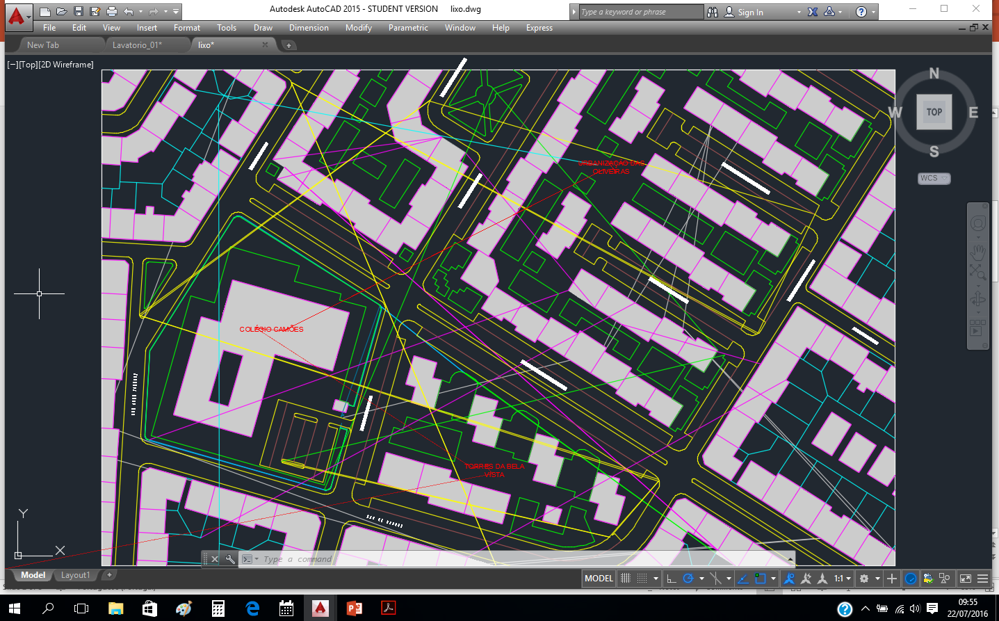 Autodesk AutoCAD 2015 - STUDENT VERSION lixo.dwg
Type a keyword or phrase
Sign In
File Edit View Insert Format Tools Draw Dimension Modify Parametric Window Help Express
New Tab Lavatorio_01* lixo*
[−][Top][2D Wireframe]
N
W TOP E
S
WCS
URBANIZAÇÃO DAS
OLIVEIRAS
COLÉGIO CAMÕES
TORRES DA BELA
VISTA
Y
X
Type a command
Model Layout1
MODEL 1:1
09:55
22/07/2016